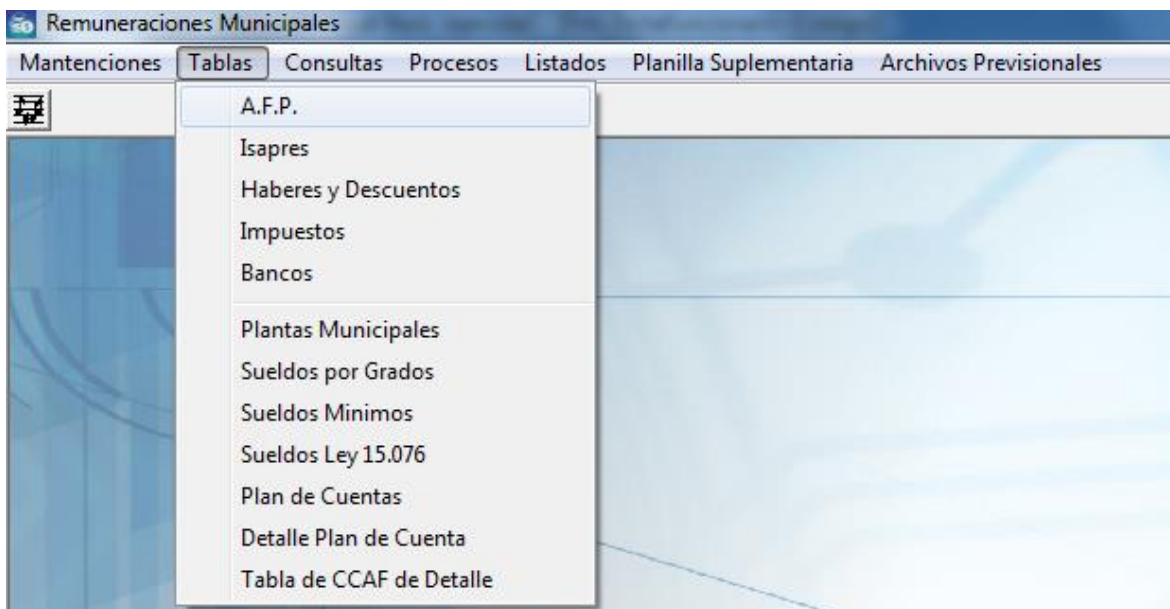 Remuneraciones Municipales
Mantenciones Tablas Consultas Procesos Listados Planilla Suplementaria Archivos Previsionales
A.F.P.
Isapres
Haberes y Descuentos
Impuestos
Bancos
Plantas Municipales
Sueldos por Grados
Sueldos Minimos
Sueldos Ley 15.076
Plan de Cuentas
Detalle Plan de Cuenta
Tabla de CCAF de Detalle